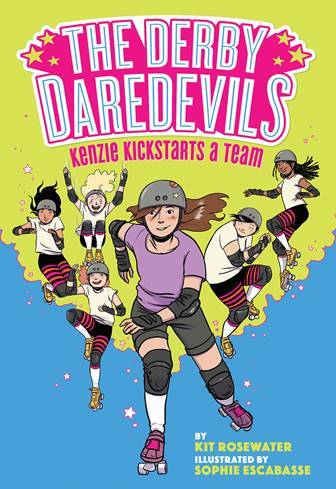 THE DERBY
DAREDEVILS
KENZIE KICKSTARTS A TEAM
BY
KIT ROSEWATER
ILLUSTRATED BY
SOPHIE ESCABASSE